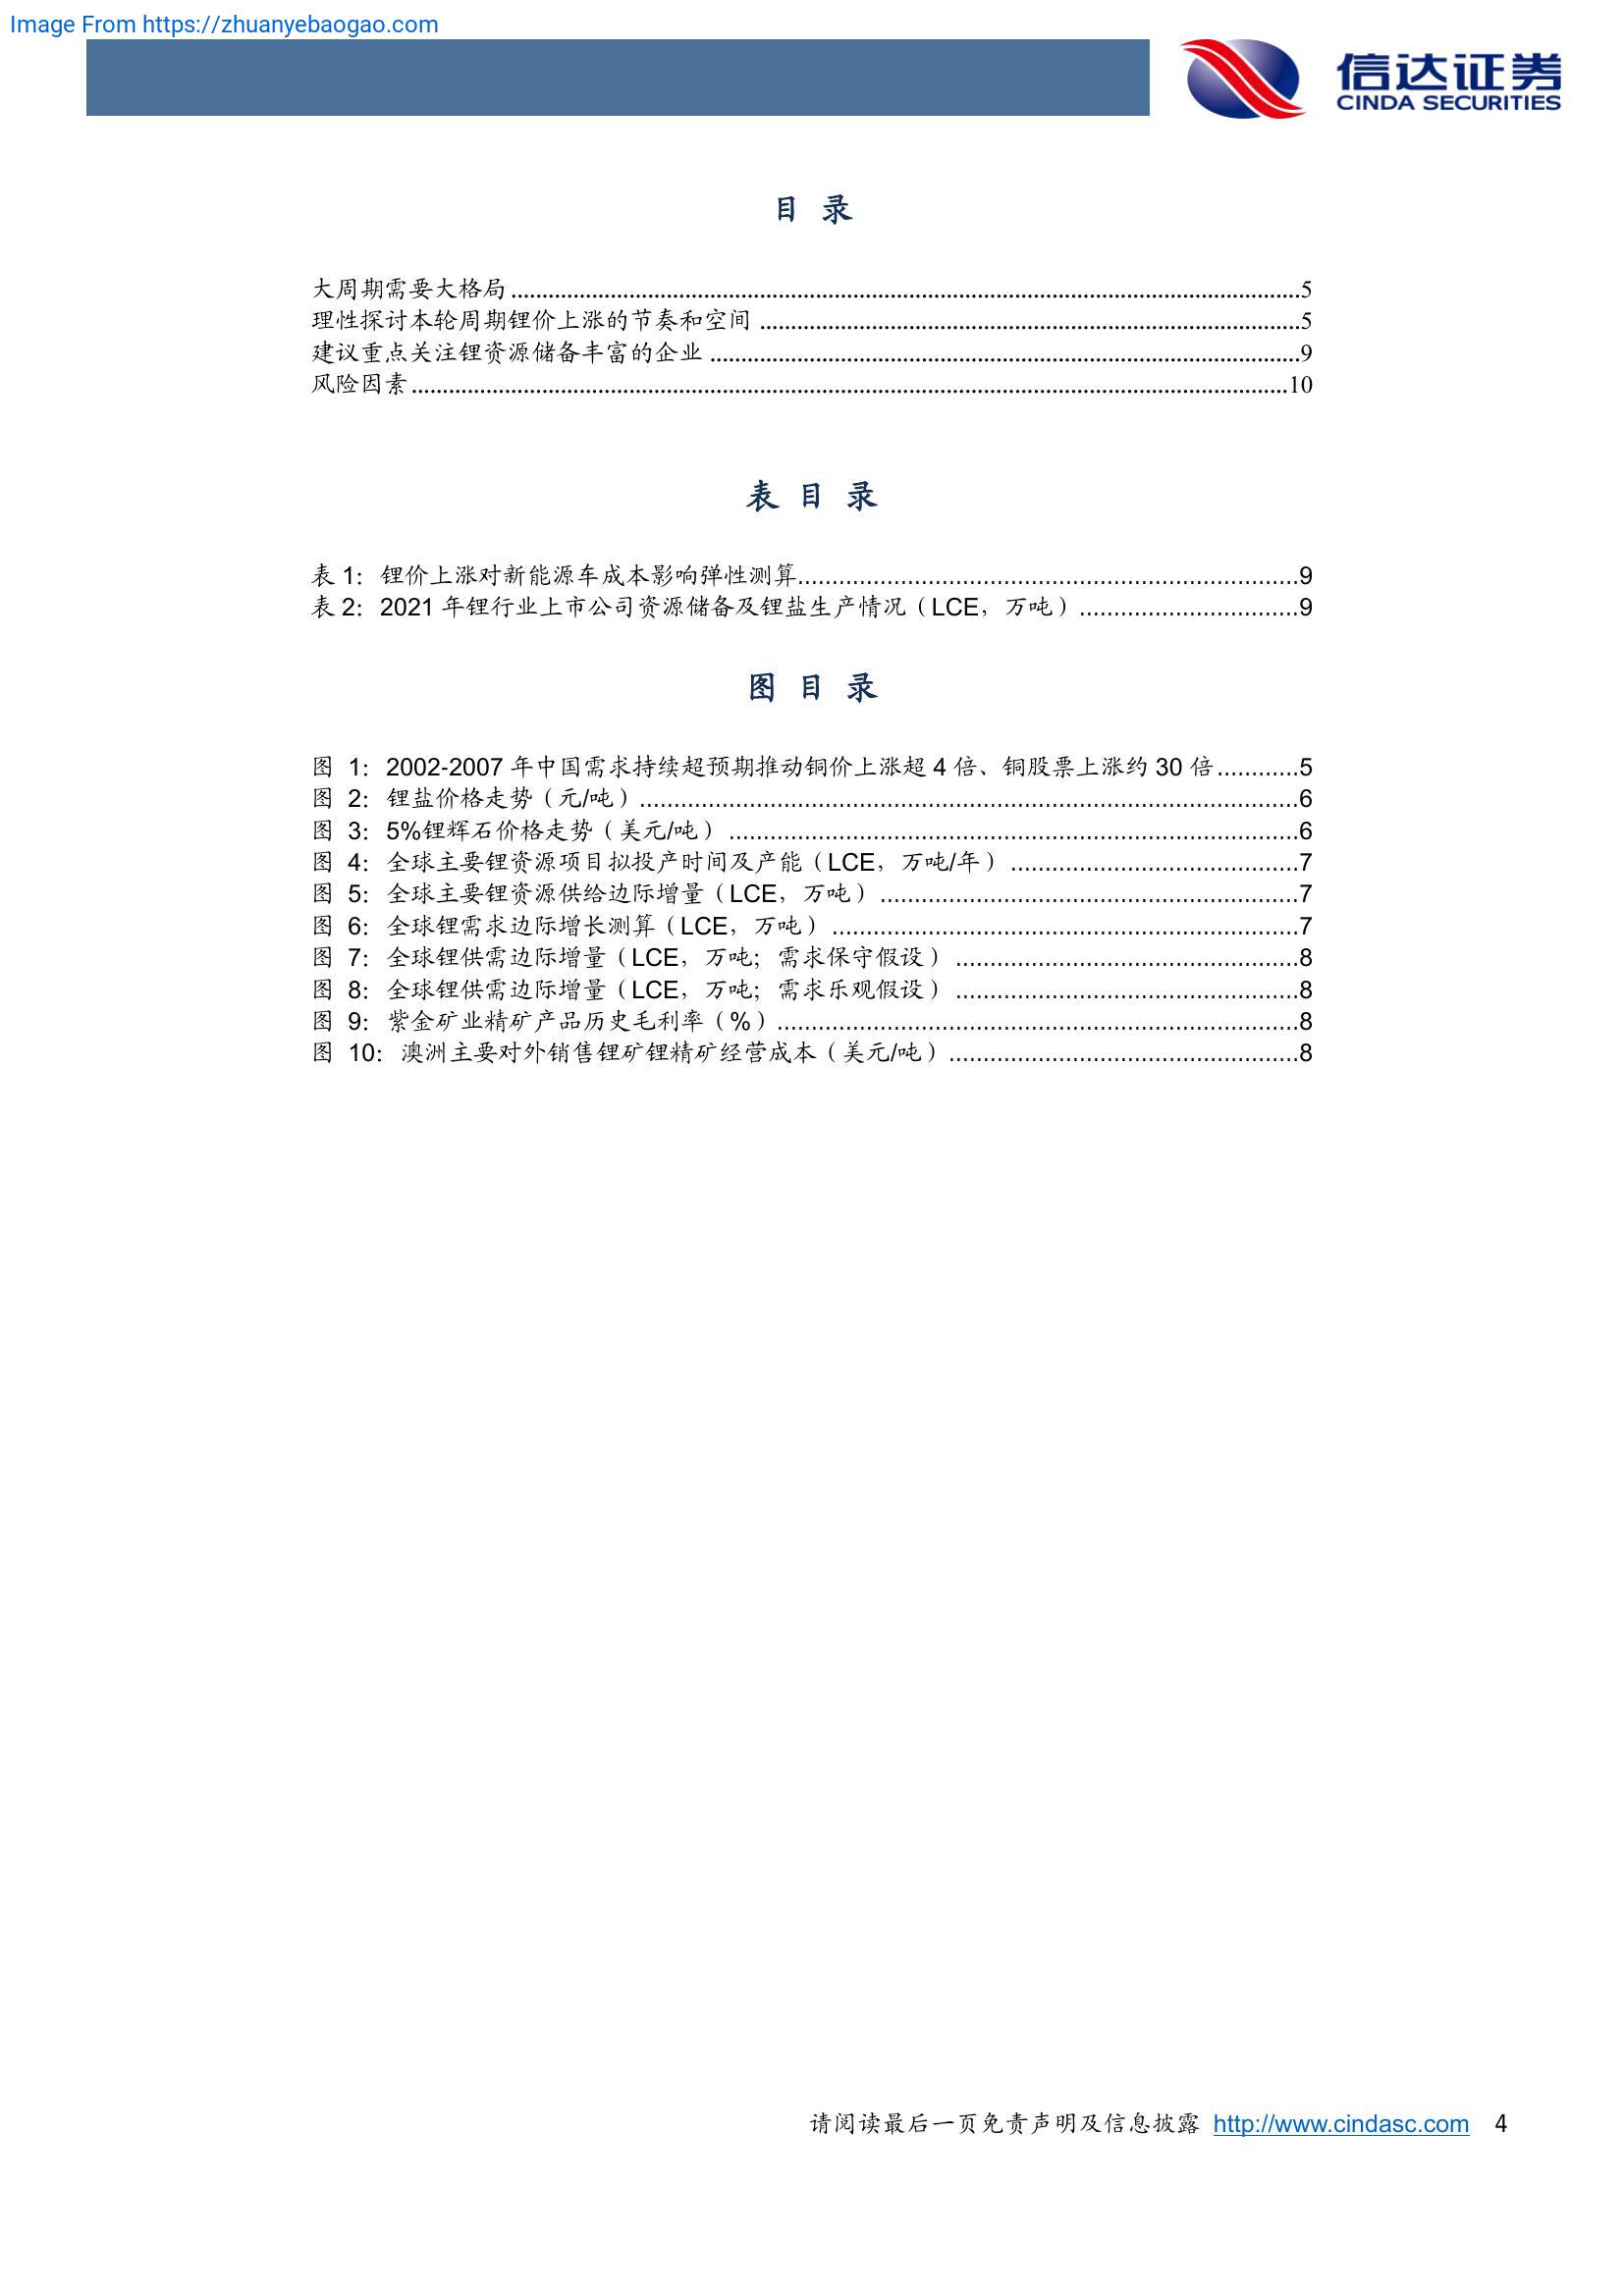 Image From https://zhuanyebaogao.com
信达证券
CINDA SECURITIES
目 录
大周期需要大格局................................................................5
理性探讨本轮周期锂价上涨的节奏和空间................................................................5
建议重点关注锂资源储备丰富的企业................................................................9
风险因素................................................................10
表 目 录
表 1：锂价上涨对新能源车成本影响弹性测算................................................................9
表 2：2021 年锂行业上市公司资源储备及锂盐生产情况（LCE，万吨）................................9
图 目 录
图 1：2002-2007 年中国需求持续超预期推动铜价上涨超 4 倍、铜股票上涨约 30 倍............5
图 2：锂盐价格走势（元/吨）................................................................6
图 3：5%锂辉石价格走势（美元/吨）................................................................6
图 4：全球主要锂资源项目拟投产时间及产能（LCE，万吨/年）................................7
图 5：全球主要锂资源供给边际增量（LCE，万吨）................................................7
图 6：全球锂需求边际增长测算（LCE，万吨）................................................7
图 7：全球锂供需边际增量（LCE，万吨；需求保守假设）................................8
图 8：全球锂供需边际增量（LCE，万吨；需求乐观假设）................................8
图 9：紫金矿业精矿产品历史毛利率（%）................................................8
图 10：澳洲主要对外销售锂矿锂精矿经营成本（美元/吨）................................8
请阅读最后一页免责声明及信息披露 http://www.cindasc.com 4